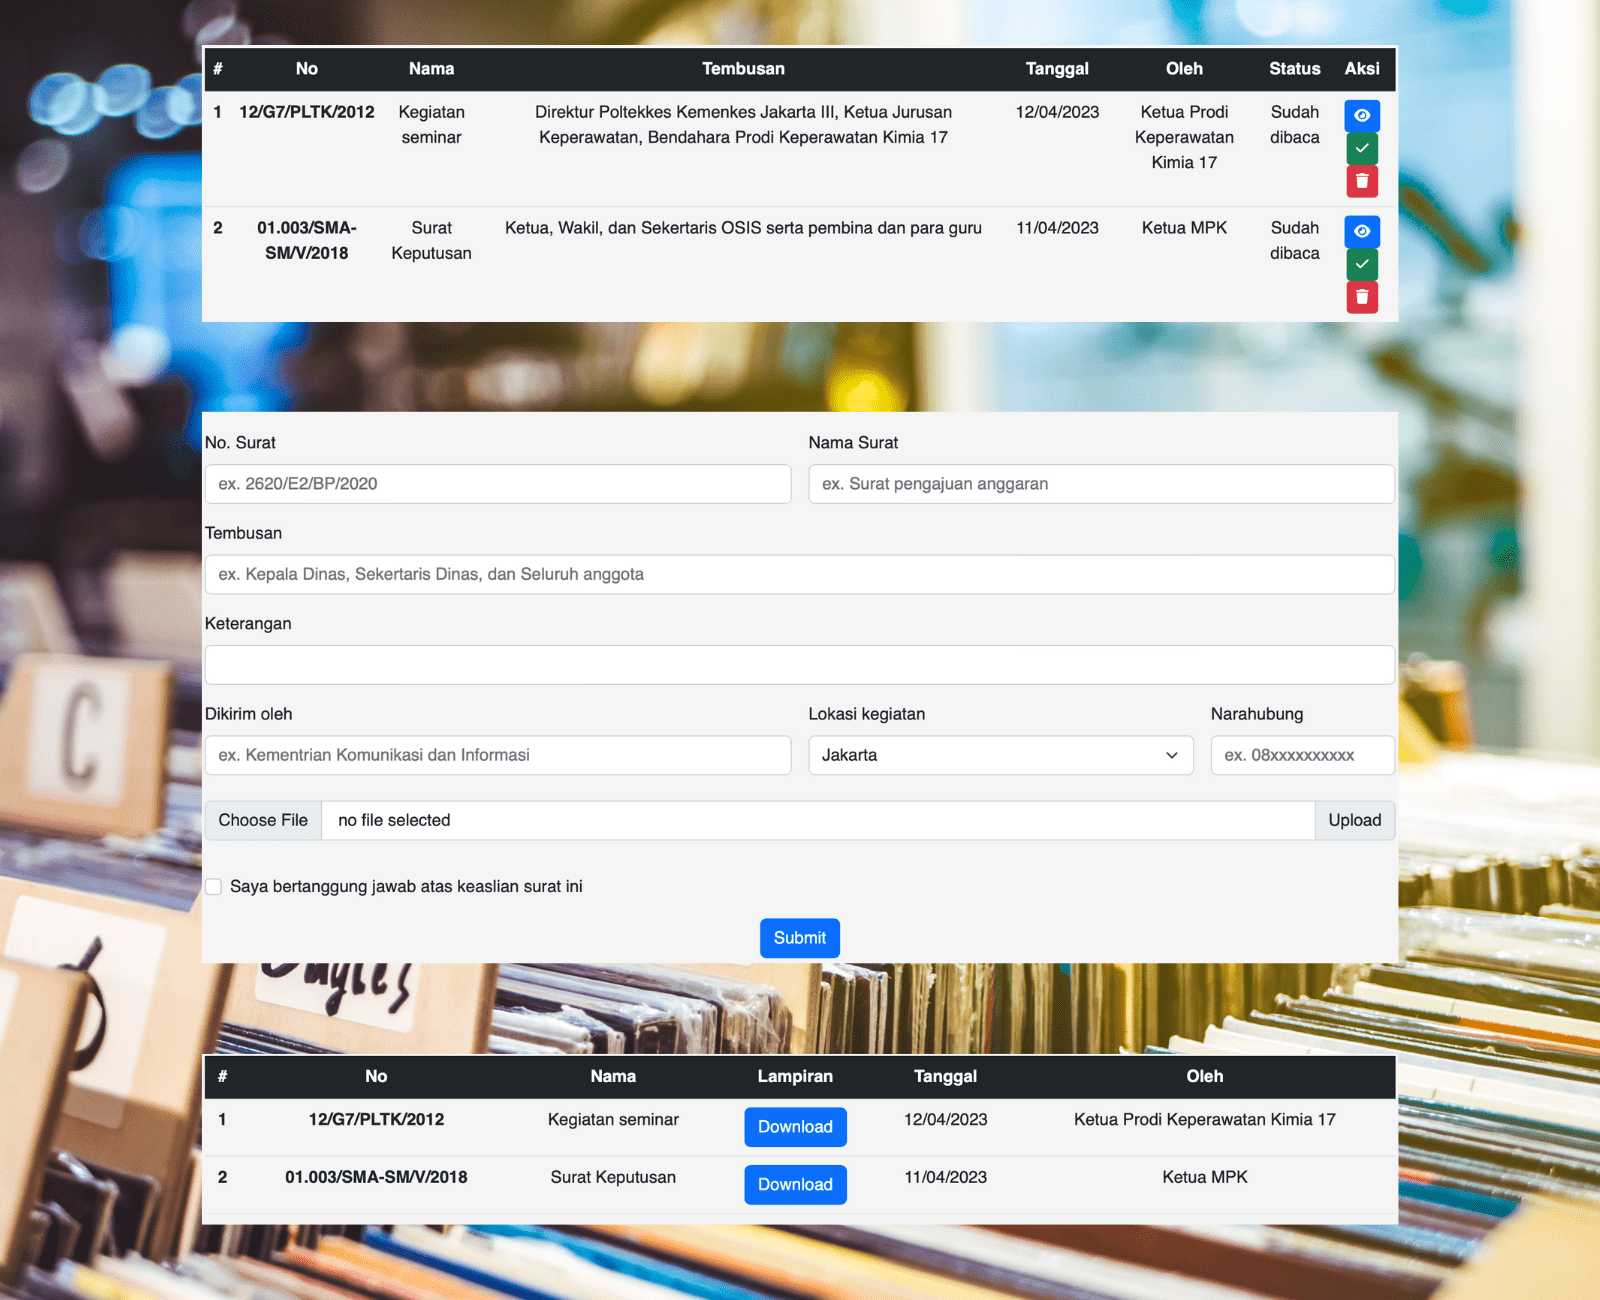 # No Nama Tembusan Tanggal Oleh Status Aksi
1 12/G7/PLTK/2012 Kegiatan seminar Direktur Poltekkes Kemenkes Jakarta III, Ketua Jurusan Keperawatan, Bendahara Prodi Keperawatan Kimia 17 12/04/2023 Ketua Prodi Keperawatan Kimia 17 Sudah dibaca
2 01.003/SMA-SM/V/2018 Surat Keputusan Ketua, Wakil, dan Sekertaris OSIS serta pembina dan para guru 11/04/2023 Ketua MPK Sudah dibaca
No. Surat Nama Surat
ex. 2620/E2/BP/2020 ex. Surat pengajuan anggaran
Tembusan
ex. Kepala Dinas, Sekertaris Dinas, dan Seluruh anggota
Keterangan
Dikirim oleh Lokasi kegiatan Narahubung
ex. Kementrian Komunikasi dan Informasi Jakarta ex. 08xxxxxxxxxx
Choose File no file selected Upload
Saya bertanggung jawab atas keaslian surat ini
Submit
C
# No Nama Lampiran Tanggal Oleh
1 12/G7/PLTK/2012 Kegiatan seminar Download 12/04/2023 Ketua Prodi Keperawatan Kimia 17
2 01.003/SMA-SM/V/2018 Surat Keputusan Download 11/04/2023 Ketua MPK